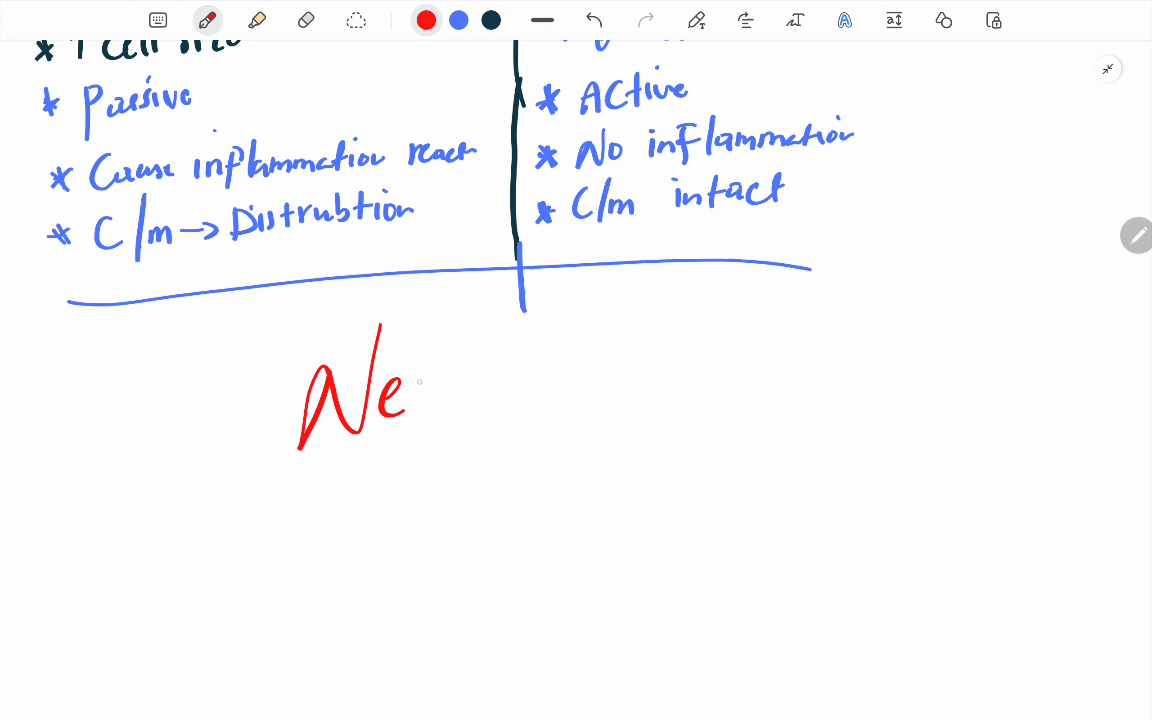 * Passive
* ACtive
* Cause inflammation react
* No inflammation
* C/m → Distrubtion
* C/m intact
Ne